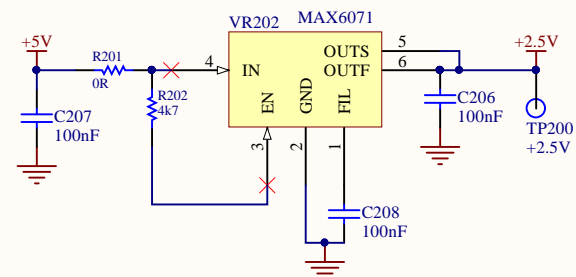 VR202 MAX6071
+5V
R201
0R
4
IN
OUTS
5
OUTF
6
+2.5V
R202
4k7
EN
GND
FIL
3
2
1
C207
100nF
C206
100nF
TP200
+2.5V
C208
100nF